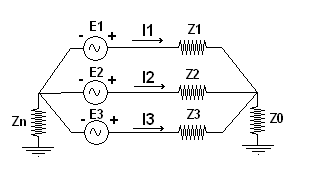 - E1 + I1 Z1
- E2 + I2 Z2
Zn - E3 + I3 Z3 Z0